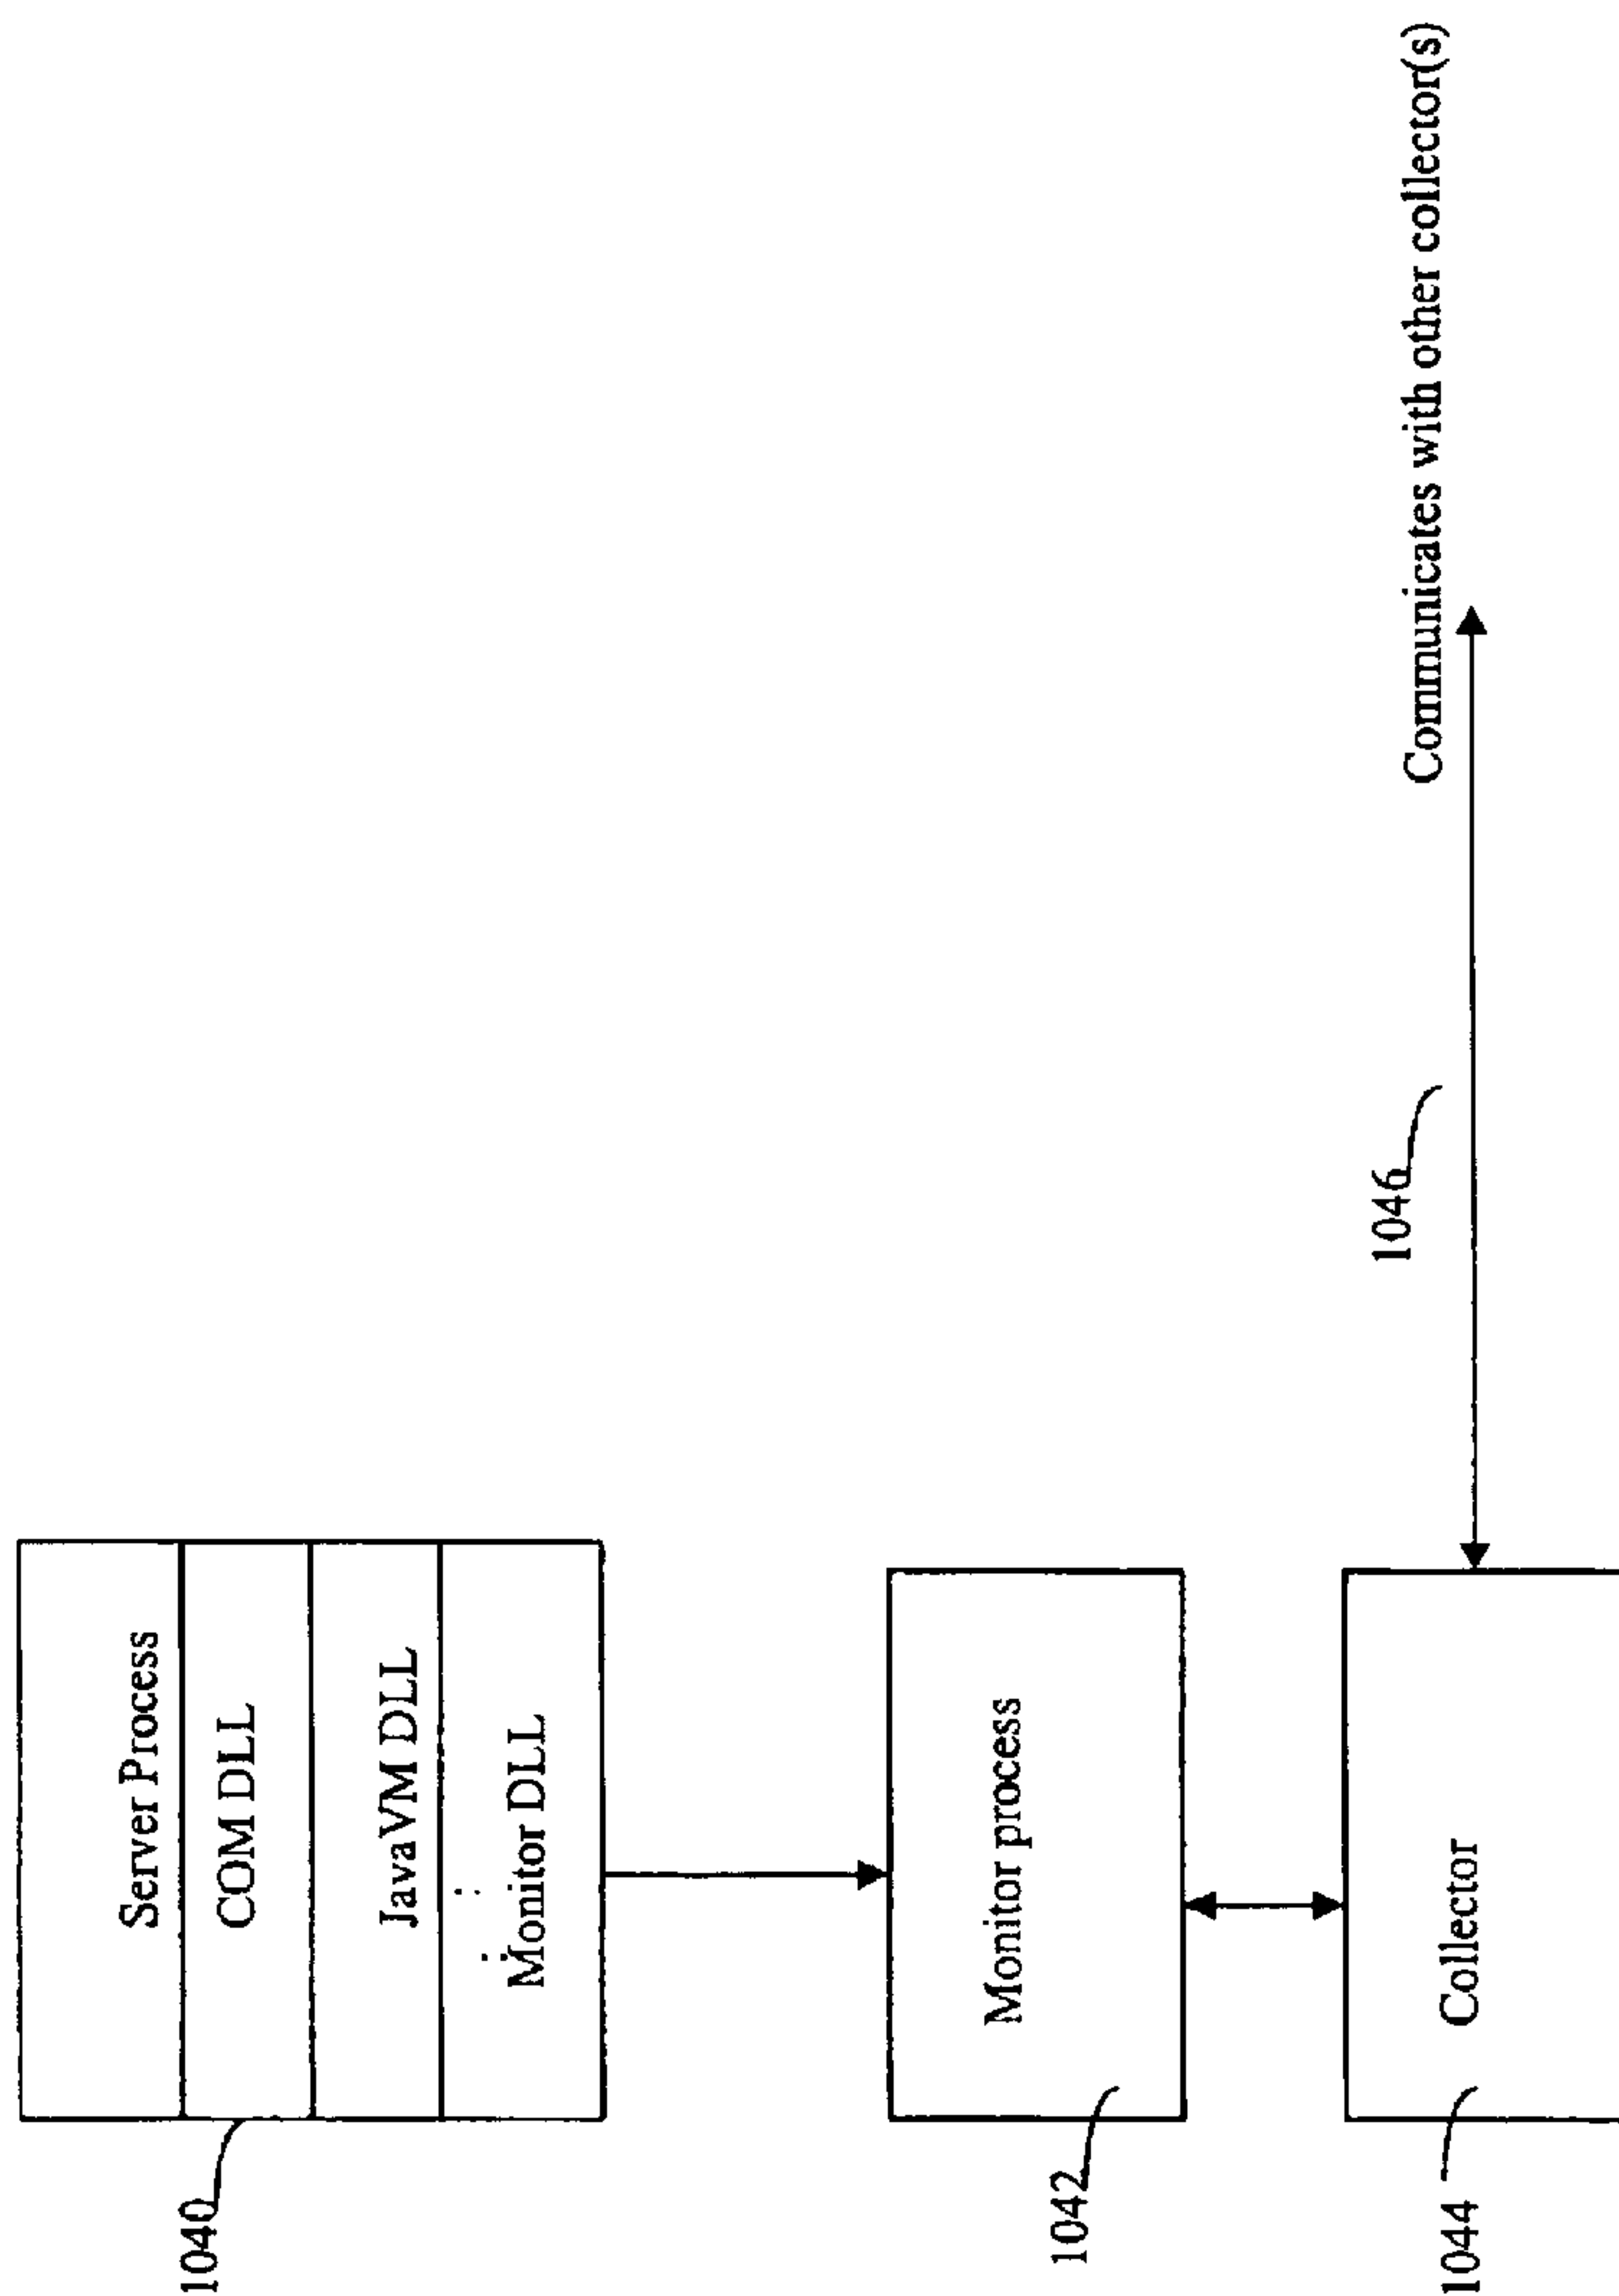 1040
Server Process
COM DLL
JavaVM DLL
Monitor DLL
1042
Monitor process
1044
Collector
1046
Communicates with other collector(s)